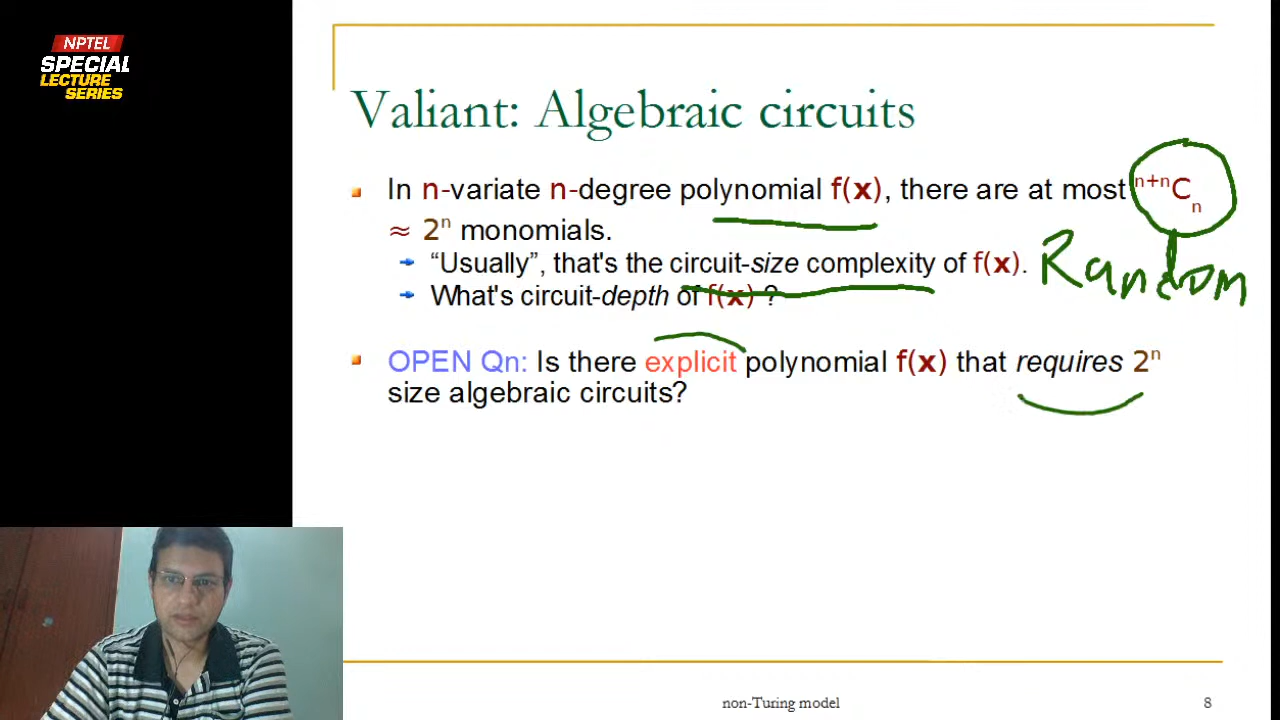 NPTEL
SPECIAL
LECTURE
SERIES
Valiant: Algebraic circuits
In n-variate n-degree polynomial f(x), there are at most ⁿ⁺ⁿCₙ
≈ 2ⁿ monomials.
“Usually”, that's the circuit-size complexity of f(x).
Random
What's circuit-depth of f(x) ?
OPEN Qn: Is there explicit polynomial f(x) that requires 2ⁿ
size algebraic circuits?
non-Turing model
8